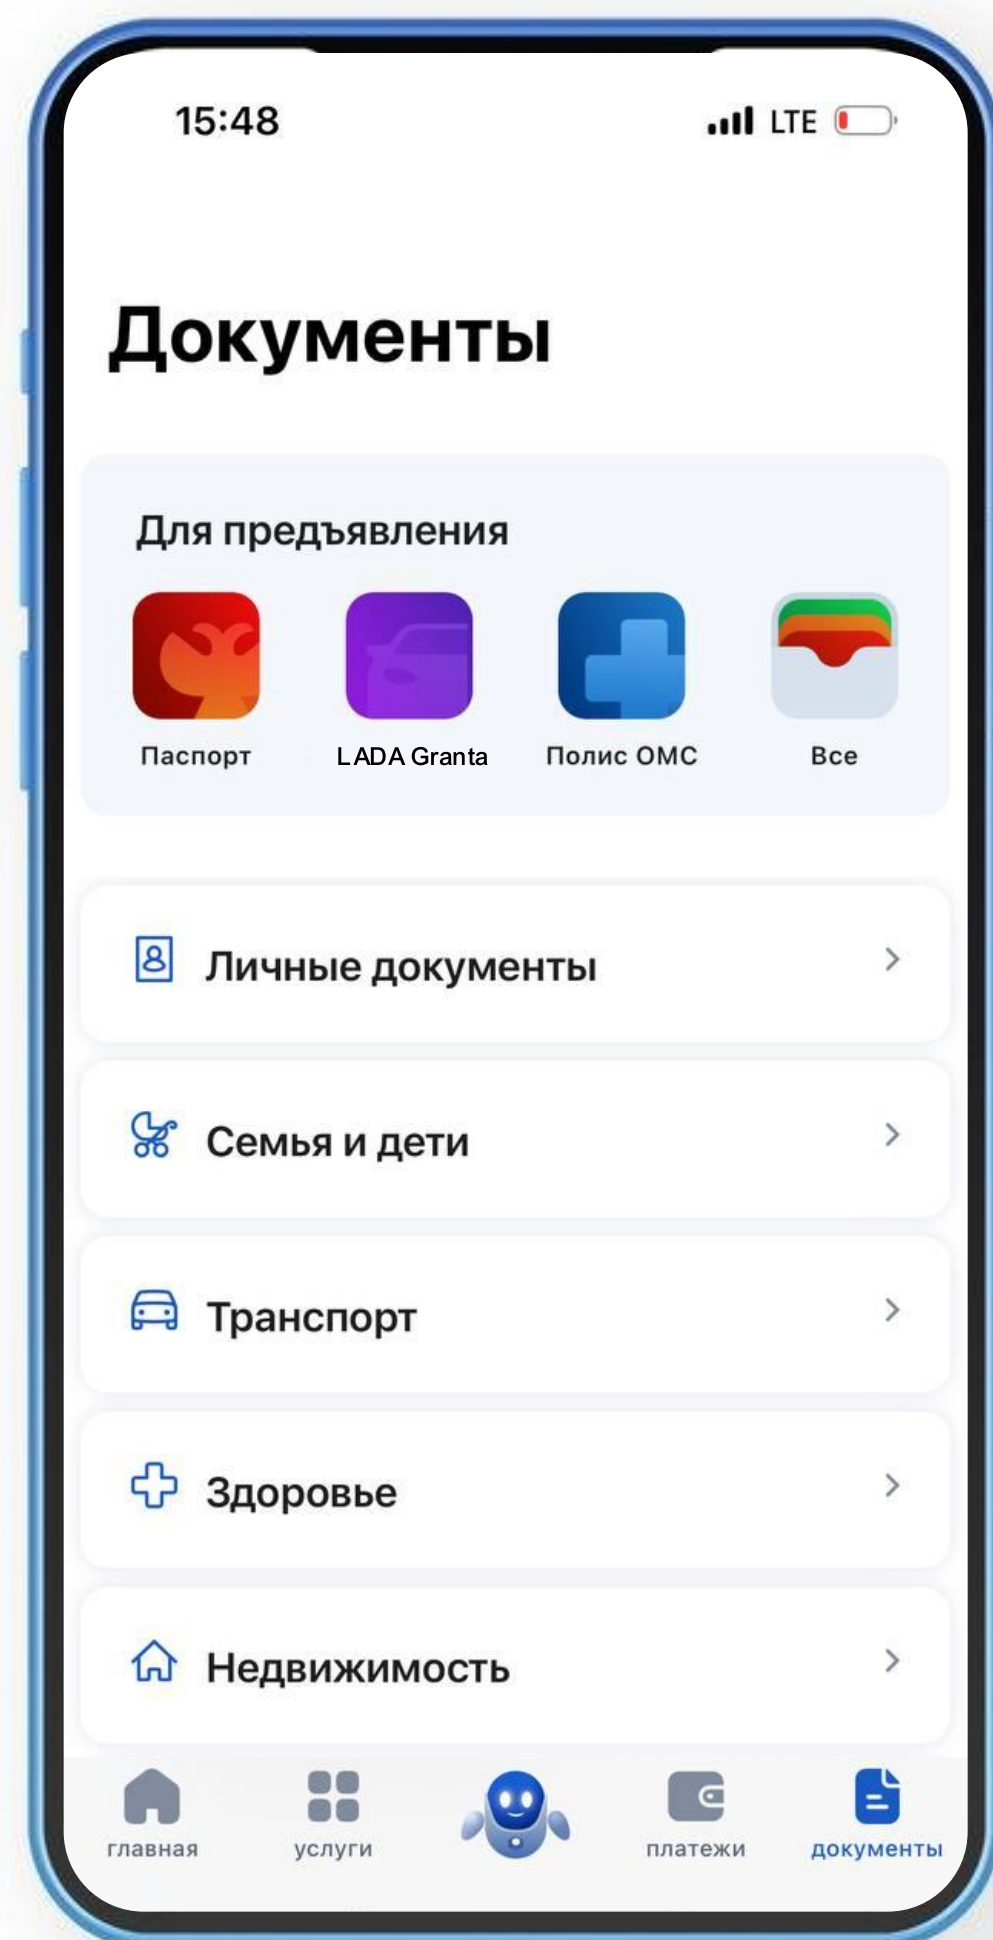 15:48
LTE
Документы
Для предъявления
Паспорт
LADA Granta
Полис ОМС
Все
Личные документы
Семья и дети
Транспорт
Здоровье
Недвижимость
главная
услуги
платежи
документы